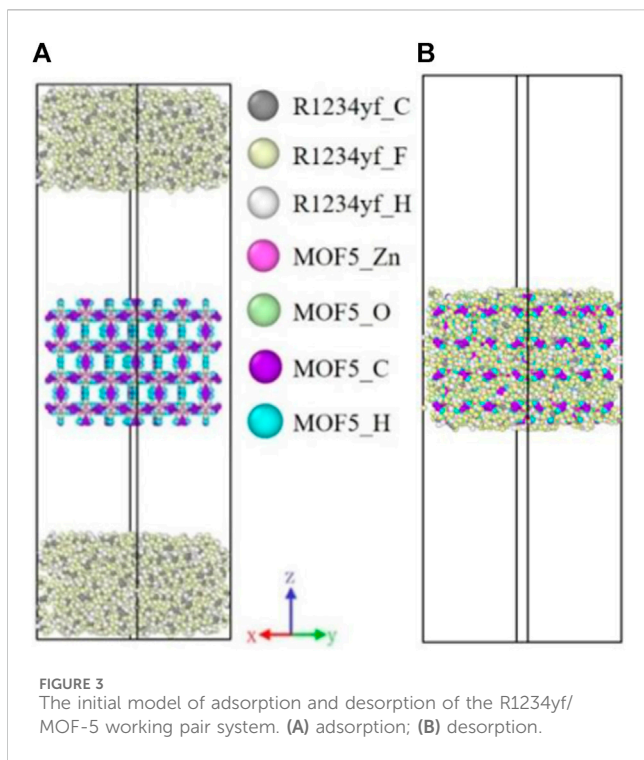 A
B
R1234yf_C
R1234yf_F
R1234yf_H
MOF5_Zn
MOF5_O
MOF5_C
MOF5_H
z
x
y
FIGURE 3
The initial model of adsorption and desorption of the R1234yf/
MOF-5 working pair system. (A) adsorption; (B) desorption.